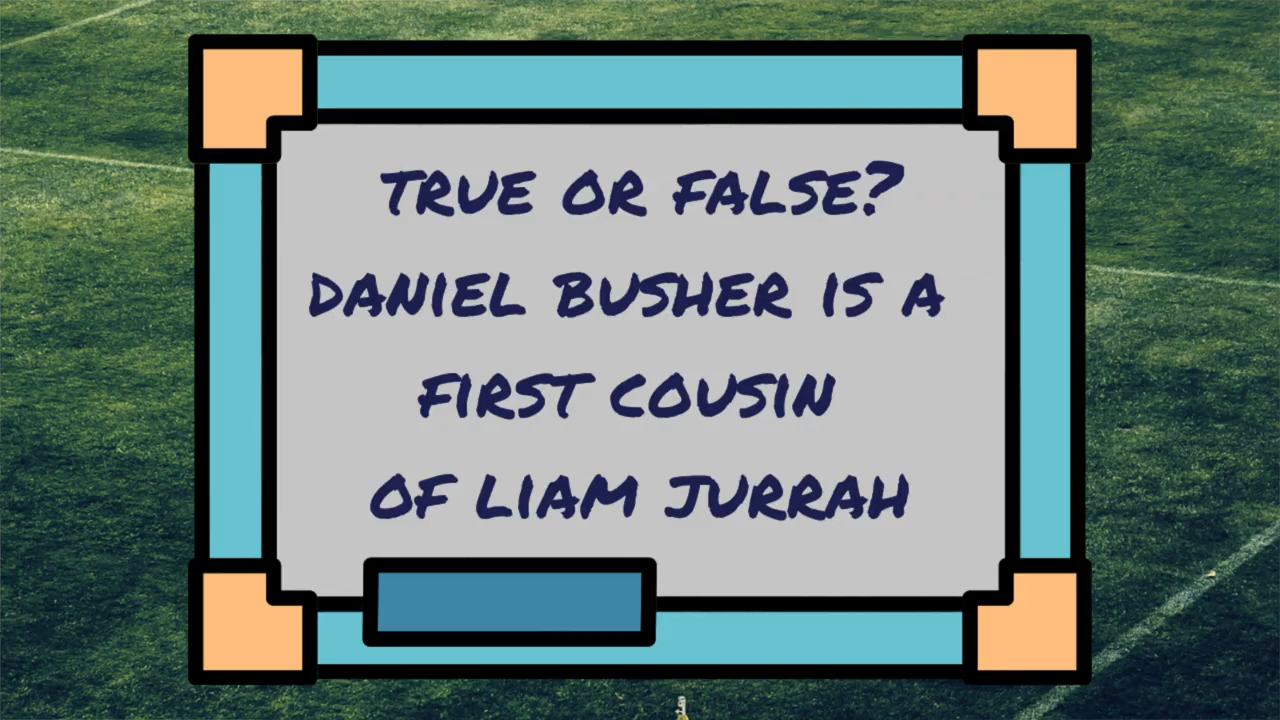 TRUE OR FALSE?
DANIEL BUSHER IS A
FIRST COUSIN
OF LIAM JURRAH